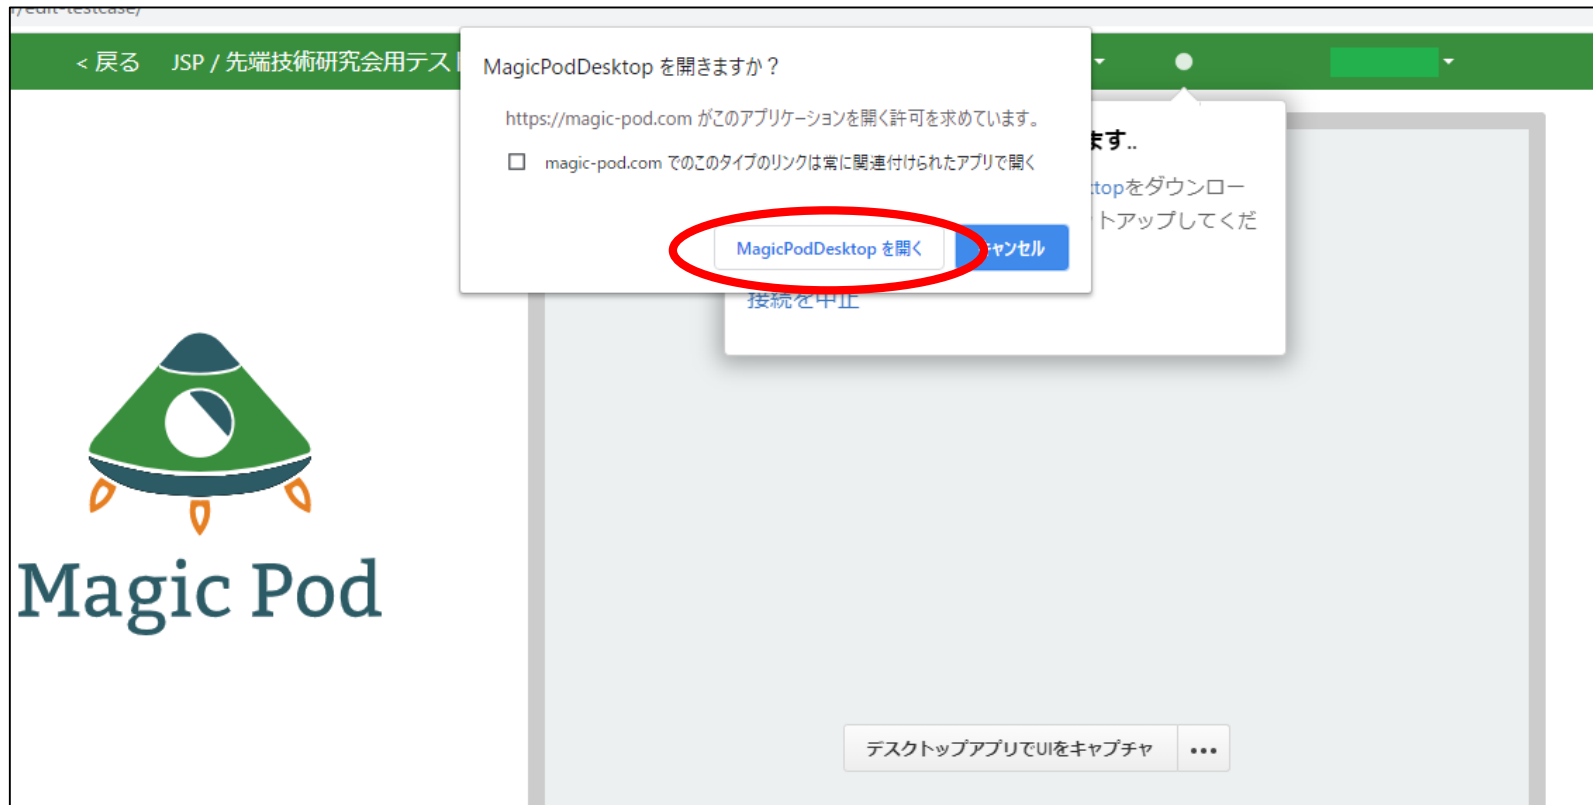 /edit-testcase/
< 戻る JSP / 先端技術研究会用テスト
MagicPodDesktop を開きますか？
https://magic-pod.com がこのアプリケーションを開く許可を求めています。
magic-pod.com でのこのタイプのリンクは常に関連付けられたアプリで開く
MagicPodDesktop を開く
キャンセル
ます..
topをダウンロー
トアップしてくだ
接続を中止
Magic Pod
デスクトップアプリでUIをキャプチャ